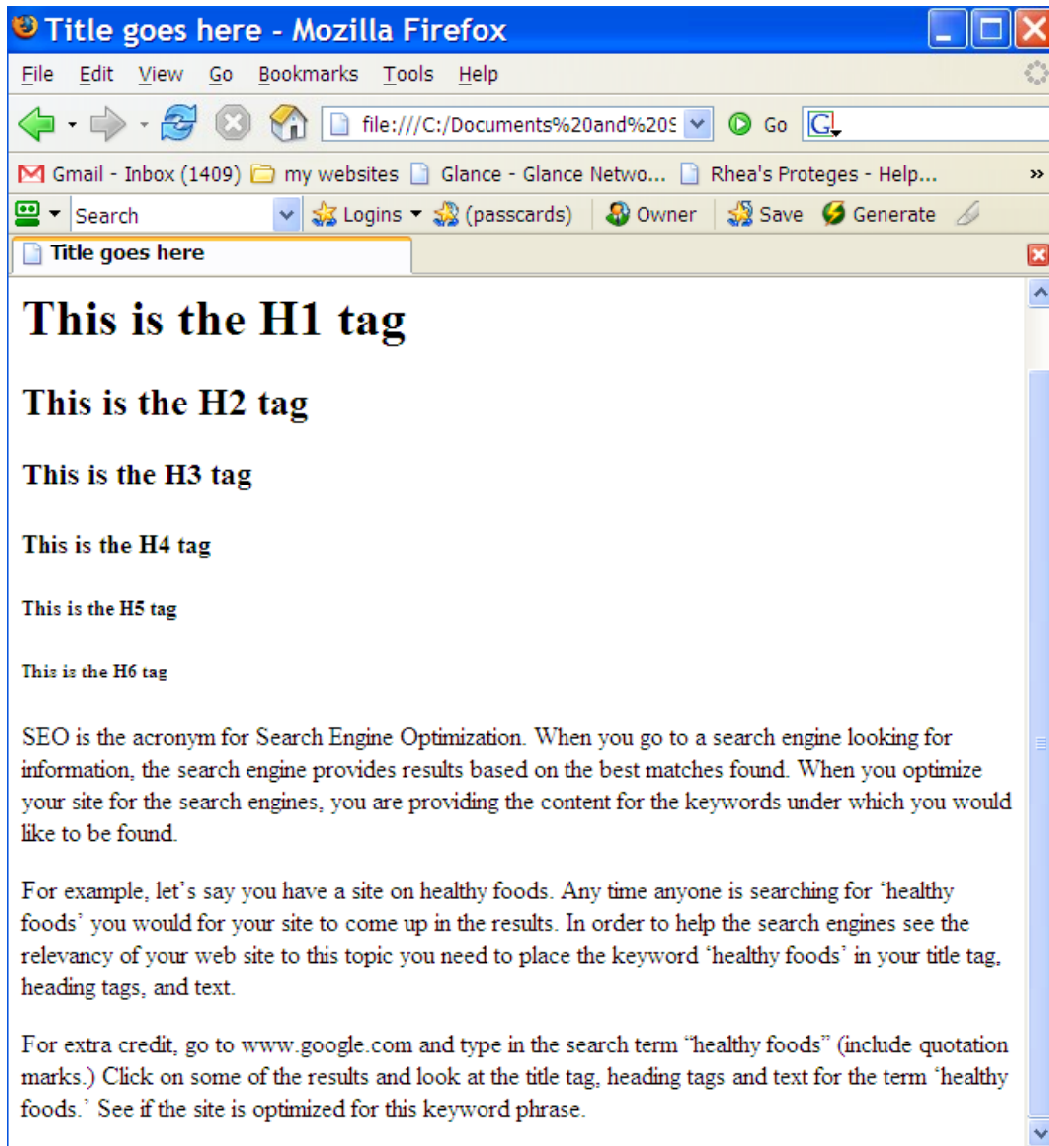 Title goes here - Mozilla Firefox
File Edit View Go Bookmarks Tools Help
file:///C:/Documents%20and%20S Go G
Gmail - Inbox (1409) my websites Glance - Glance Netwo... Rhea's Proteges - Help... »
Search Logins (passcards) Owner Save Generate
Title goes here
This is the H1 tag
This is the H2 tag
This is the H3 tag
This is the H4 tag
This is the H5 tag
This is the H6 tag
SEO is the acronym for Search Engine Optimization. When you go to a search engine looking for
information, the search engine provides results based on the best matches found. When you optimize
your site for the search engines, you are providing the content for the keywords under which you would
like to be found.
For example, let’s say you have a site on healthy foods. Any time anyone is searching for ‘healthy
foods’ you would for your site to come up in the results. In order to help the search engines see the
relevancy of your web site to this topic you need to place the keyword ‘healthy foods’ in your title tag,
heading tags, and text.
For extra credit, go to www.google.com and type in the search term “healthy foods” (include quotation
marks.) Click on some of the results and look at the title tag, heading tags and text for the term ‘healthy
foods.’ See if the site is optimized for this keyword phrase.